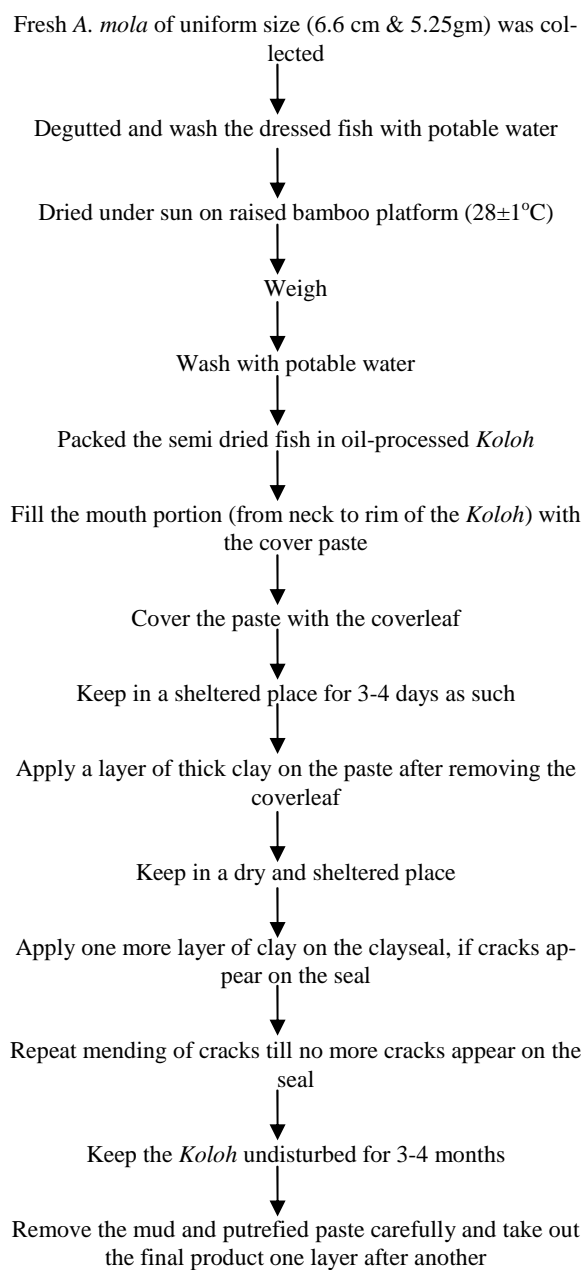 Fresh A. mola of uniform size (6.6 cm & 5.25gm) was col-
lected
Degutted and wash the dressed fish with potable water
Dried under sun on raised bamboo platform (28±1°C)
Weigh
Wash with potable water
Packed the semi dried fish in oil-processed Koloh
Fill the mouth portion (from neck to rim of the Koloh) with
the cover paste
Cover the paste with the coverleaf
Keep in a sheltered place for 3-4 days as such
Apply a layer of thick clay on the paste after removing the
coverleaf
Keep in a dry and sheltered place
Apply one more layer of clay on the clayseal, if cracks ap-
pear on the seal
Repeat mending of cracks till no more cracks appear on the
seal
Keep the Koloh undisturbed for 3-4 months
Remove the mud and putrefied paste carefully and take out
the final product one layer after another